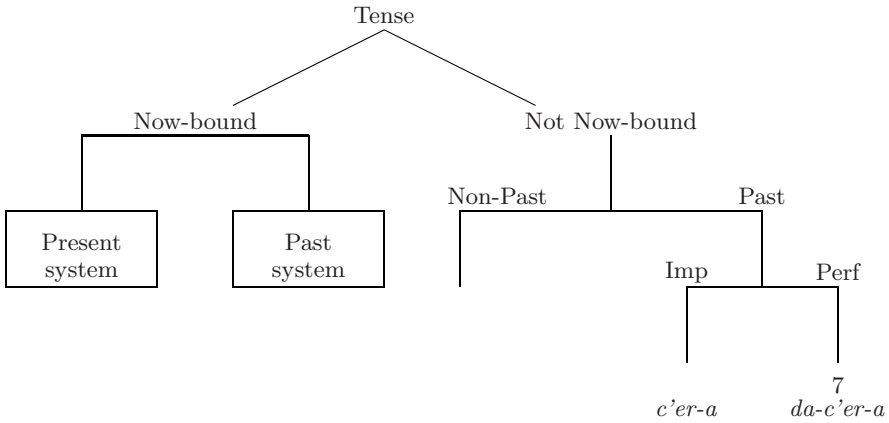 Tense
Now-bound
Not Now-bound
Non-Past
Past
Present
system
Past
system
Imp
Perf
7
c'er-a
da-c'er-a